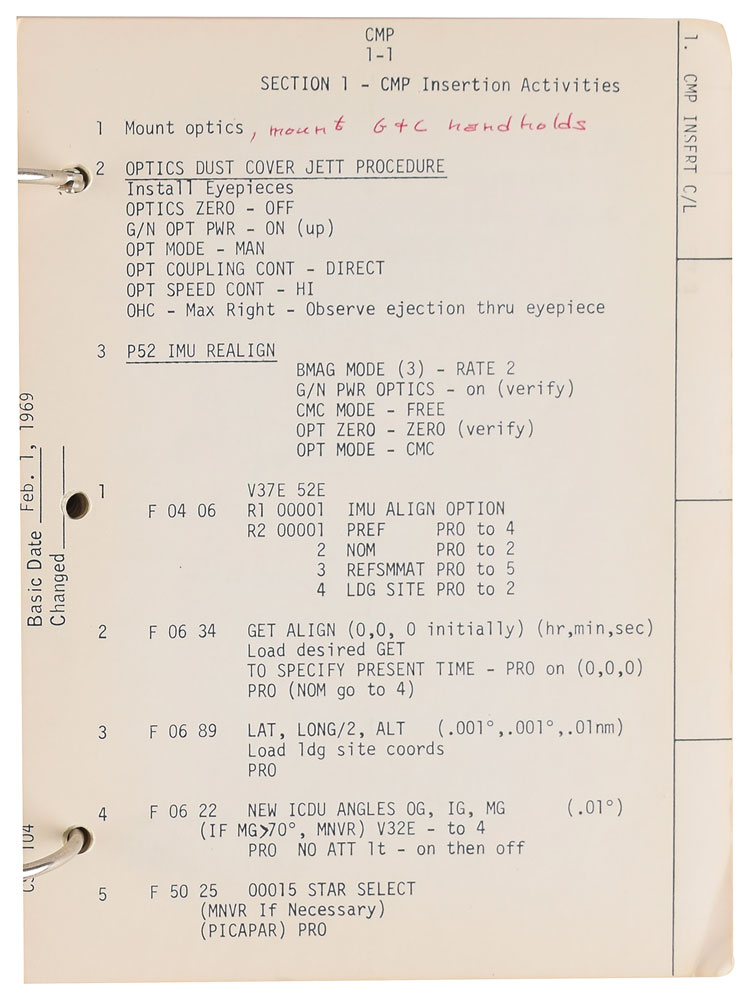 CMP
1-1
SECTION 1 - CMP Insertion Activities
1 Mount optics, mount G+C handholds
2 OPTICS DUST COVER JETT PROCEDURE
Install Eyepieces
OPTICS ZERO - OFF
G/N OPT PWR - ON (up)
OPT MODE - MAN
OPT COUPLING CONT - DIRECT
OPT SPEED CONT - HI
OHC - Max Right - Observe ejection thru eyepiece
3 P52 IMU REALIGN
BMAG MODE (3) - RATE 2
G/N PWR OPTICS - on (verify)
CMC MODE - FREE
OPT ZERO - ZERO (verify)
OPT MODE - CMC
1 V37E 52E
F 04 06 R1 00001 IMU ALIGN OPTION
R2 00001 PREF PRO to 4
2 NOM PRO to 2
3 REFSMMAT PRO to 5
4 LDG SITE PRO to 2
2 F 06 34 GET ALIGN (0,0, 0 initially) (hr,min,sec)
Load desired GET
TO SPECIFY PRESENT TIME - PRO on (0,0,0)
PRO (NOM go to 4)
3 F 06 89 LAT, LONG/2, ALT (.001°,.001°,.01nm)
Load ldg site coords
PRO
4 F 06 22 NEW ICDU ANGLES OG, IG, MG (.01°)
(IF MG>70°, MNVR) V32E - to 4
PRO NO ATT lt - on then off
5 F 50 25 00015 STAR SELECT
(MNVR If Necessary)
(PICAPAR) PRO
1. CMP INSERT C/L
Basic Date Feb. 1, 1969
Changed
104